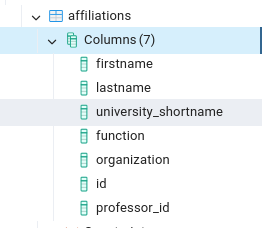 affiliations
Columns (7)
firstname
lastname
university_shortname
function
organization
id
professor_id